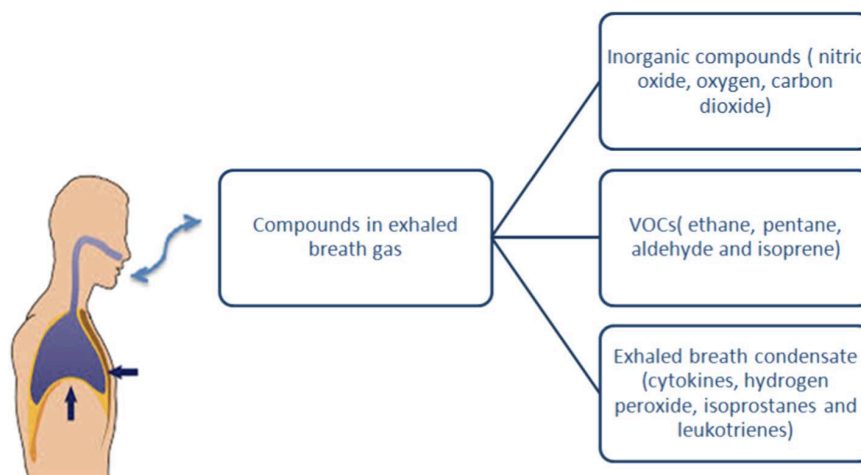 Inorganic compounds ( nitric
oxide, oxygen, carbon
dioxide)
Compounds in exhaled
breath gas
VOCs( ethane, pentane,
aldehyde and isoprene)
Exhaled breath condensate
(cytokines, hydrogen
peroxide, isoprostanes and
leukotrienes)